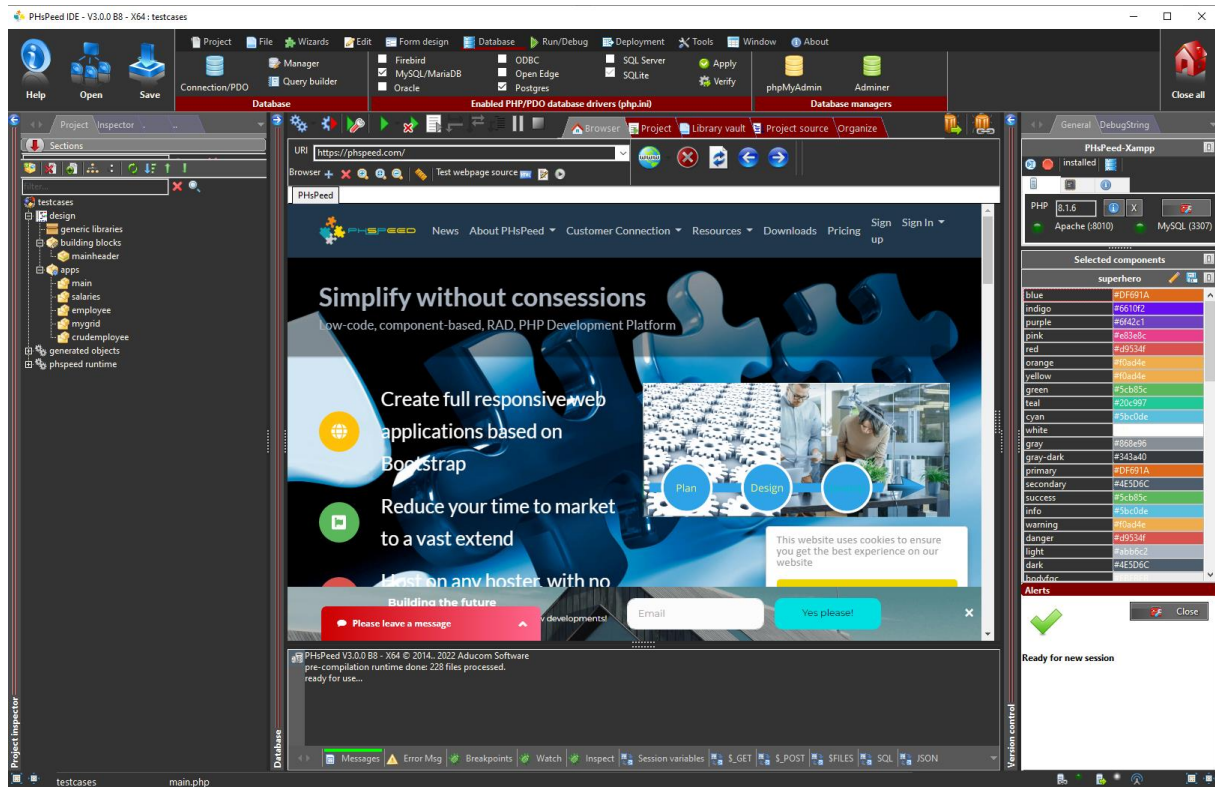 PHsPeed IDE - V3.0.0 B8 - X64 : testcases
Project File Wizards Edit Form design Database Run/Debug Deployment Tools Window About
Help Open Save
Connection/PDO
Manager
Query builder
Database
Firebird ODBC SQL Server
MySQL/MariaDB Open Edge SQLite
Oracle Postgres
Apply
Verify
Enabled PHP/PDO database drivers (php.ini)
phpMyAdmin Adminer
Database managers
Close all
Project Inspector . ..
Sections
Filter...
testcases
design
generic libraries
building blocks
mainheader
apps
main
salaries
employee
mygrid
crudemployee
generated objects
phpspeed runtime
Project inspector
Database
Browser Project Library vault Project source Organize
URI https://phspeed.com/
Browser Test webpage source
PHsPeed
PHSPEED News About PHsPeed Customer Connection Resources Downloads Pricing Sign up Sign In
Simplify without consessions
Low-code, component-based, RAD, PHP Development Platform
Create full responsive web
applications based on
Bootstrap
Reduce your time to market
to a vast extend
Host on any hoster, with no
Plan Design
This website uses cookies to ensure
you get the best experience on our
website
Building the future
developments!
Please leave a message
Email
Yes please!
PHsPeed V3.0.0 B8 - X64 © 2014.. 2022 Aducom Software
pre-compilation runtime done: 228 files processed.
ready for use...
Messages Error Msg Breakpoints Watch Inspect Session variables $_GET $_POST $FILES SQL JSON
Version control
General DebugString
PHsPeed-Xampp
installed
PHP 8.1.6 X
Apache (:8010) MySQL (3307)
Selected components
superhero
blue #DF691A
indigo #6610f2
purple #6f42c1
pink #e83e8c
red #d9534f
orange #f0ad4e
yellow #f0ad4e
green #5cb85c
teal #20c997
cyan #5bc0de
white
gray #868e96
gray-dark #343a40
primary #DF691A
secondary #4E5D6C
success #5cb85c
info #5bc0de
warning #f0ad4e
danger #d9534f
light #abb6c2
dark #4E5D6C
Alerts
Close
Ready for new session
testcases main.php